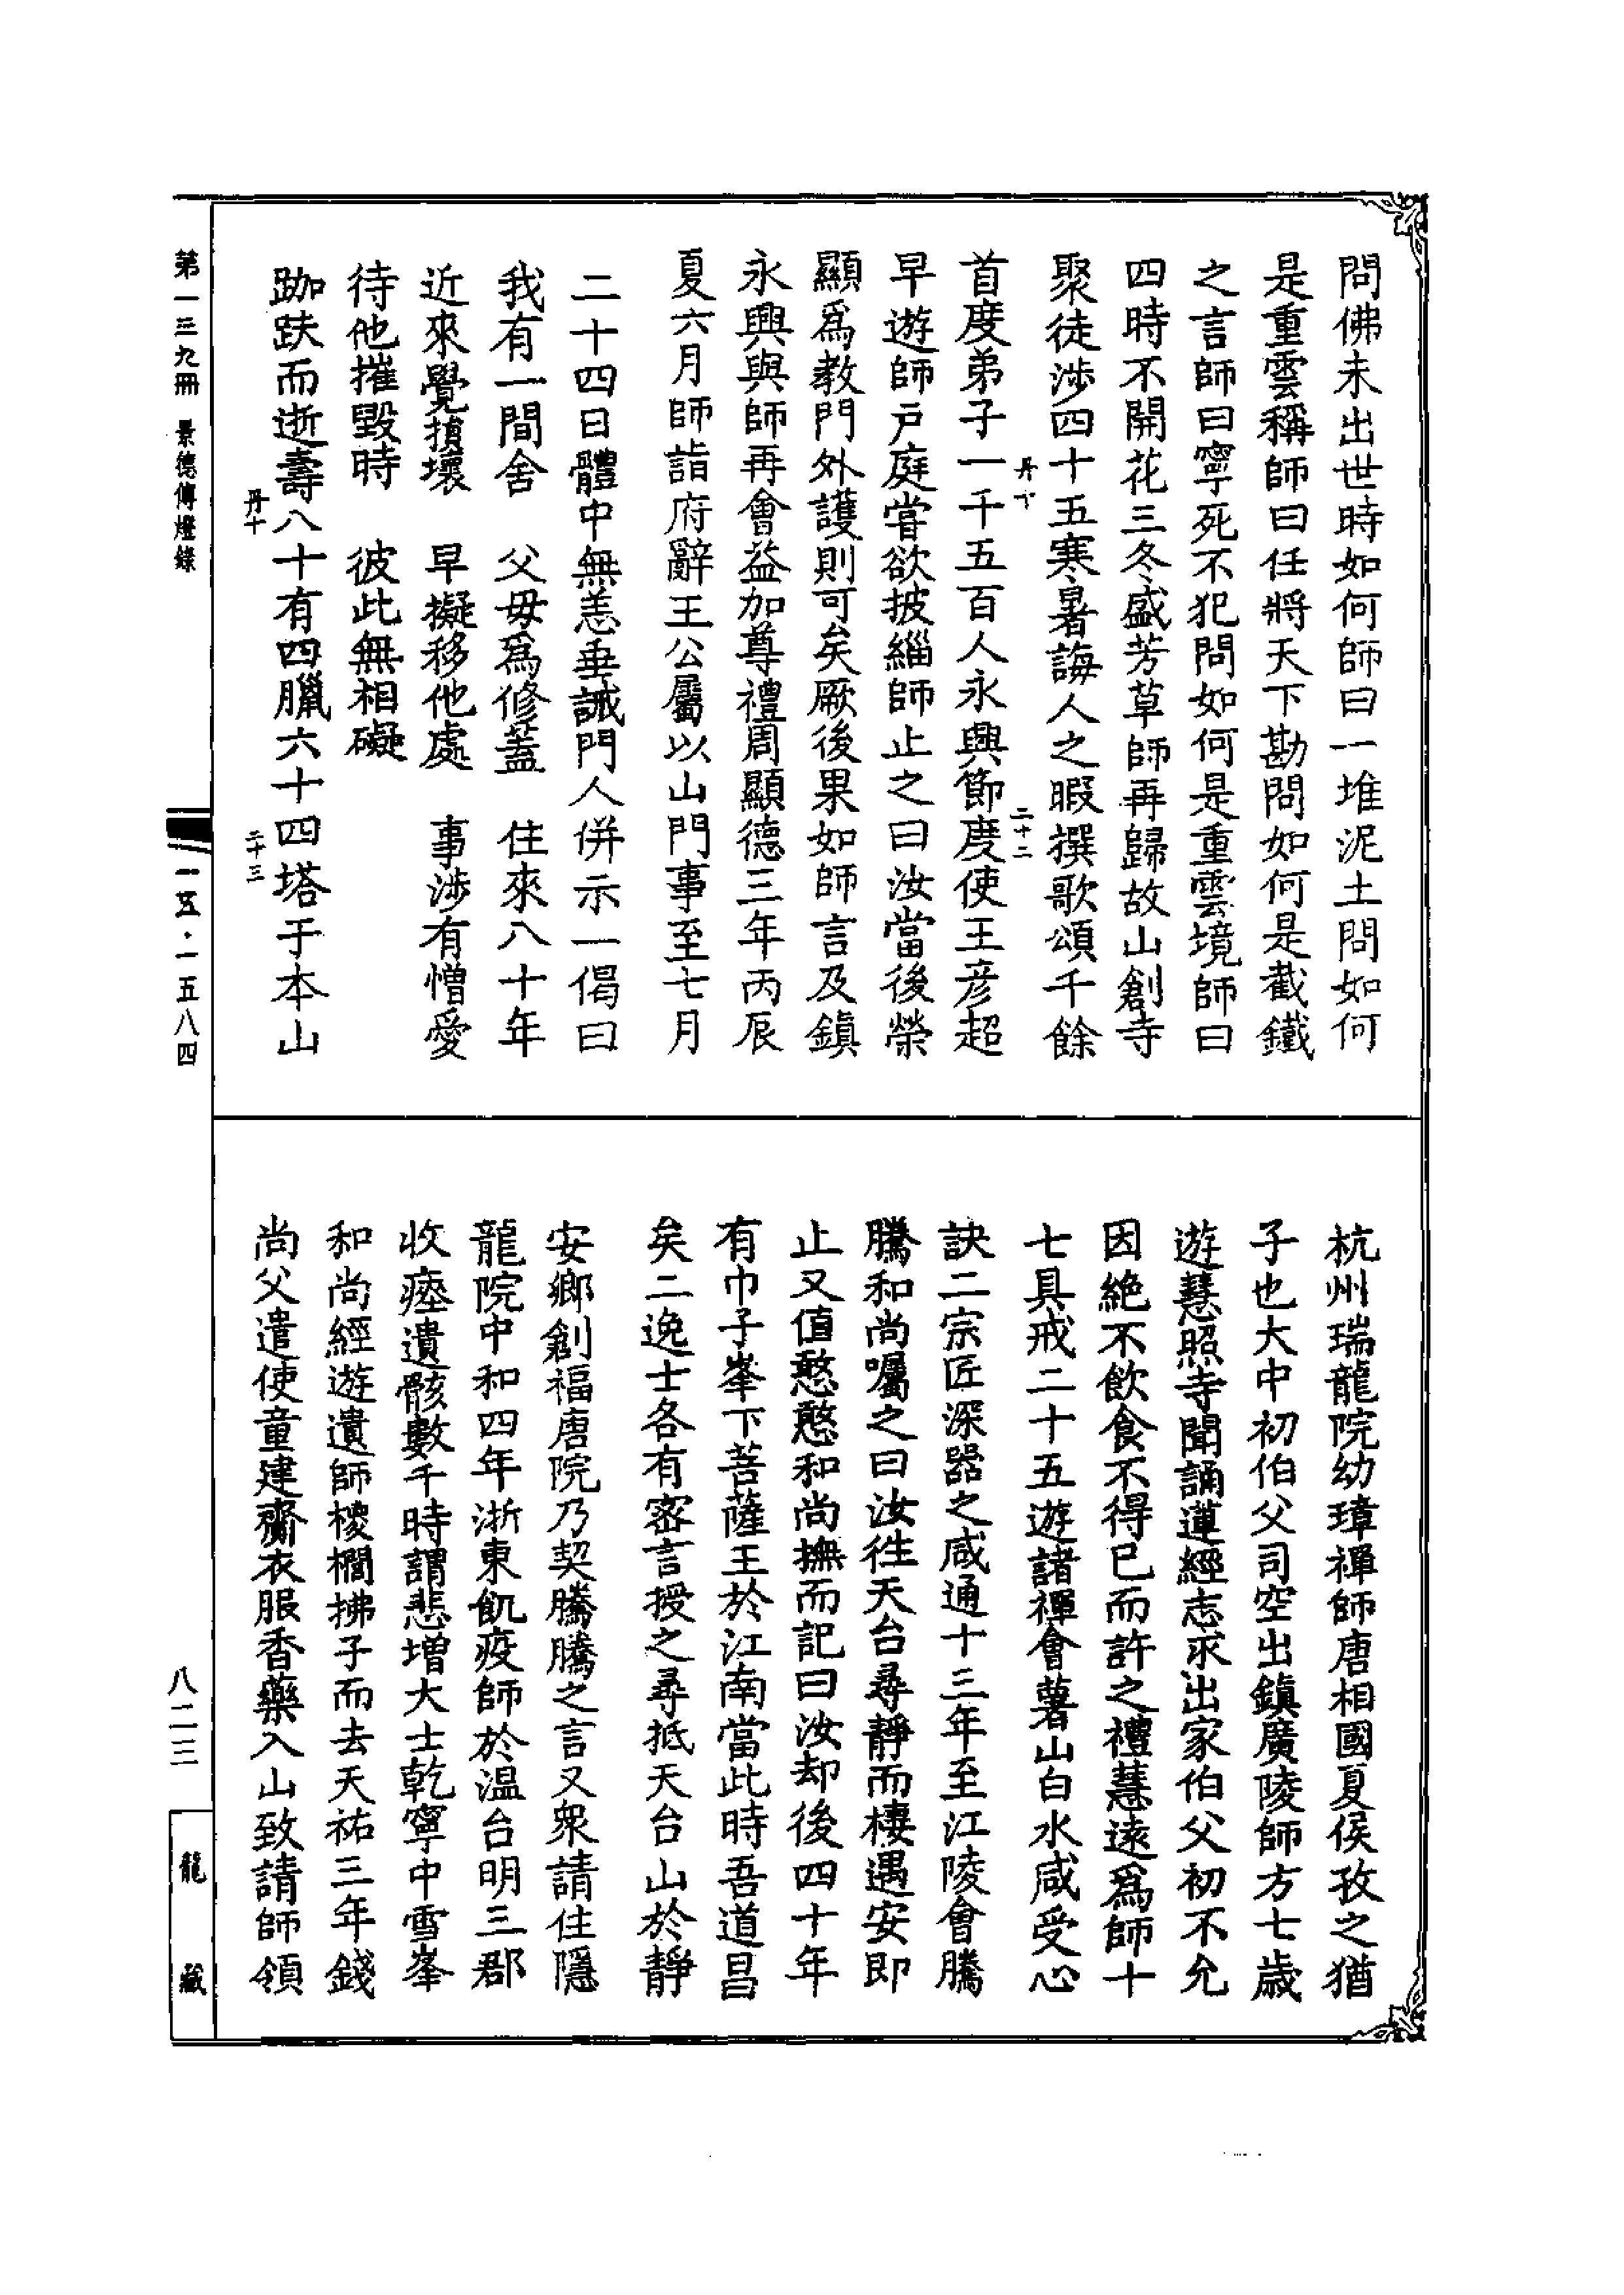 問佛未出世時如何師曰一堆泥土問如何
是重雲稱師曰任將天下勘問如何是截鐵
之言師曰寧死不犯問如何是重雲境師曰
四時不開花三冬盛芳草師再歸故山創寺
聚徒涉四十五寒暑誨人之暇撰歌頌千餘
丹十
二十二
首度弟子一千五百人永興節度使王彥超
早遊師戶庭甞欲披緇師止之曰汝當後榮
顯爲教門外護則可矣厥後果如師言及鎮
永興與師再會益加尊禮周顯德三年丙辰
夏六月師詣府辭王公屬以山門事至七月
二十四日體中無恙垂誡門人併示一偈曰
我有一間舍　父母爲修蓋　住來八十年
近來覺損壞　早擬移他處　事涉有憎愛
待他摧毀時　彼此無相礙
跏趺而逝壽八十有四臘六十四塔于本山
丹十
二十三
杭州瑞龍院幼璋禪師唐相國夏侯孜之猶
子也大中初伯父司空出鎮廣陵師方七歲
遊慧照寺聞誦蓮經志求出家伯父初不允
因絕不飲食不得已而許之禮慧遠爲師十
七具戒二十五遊諸禪會薯山白水咸受心
訣二宗匠深器之咸通十三年至江陵會騰
騰和尚囑之曰汝往天台尋靜而棲遇安即
止又值憨憨和尚撫而記曰汝却後四十年
有巾子峯下菩薩王於江南當此時吾道昌
矣二逸士各有密言授之尋抵天台山於靜
安鄉創福唐院乃契騰騰之言又衆請住隱
龍院中和四年浙東飢疫師於溫台明三郡
收瘞遺骸數千時謂悲增大士乾寧中雪峯
和尚經遊遺師椶櫚拂子而去天祐三年錢
尚父遣使童建齋衣服香藥入山致請師領
第一三九冊　景德傳燈錄
一五·一五八四
八二三
龍藏